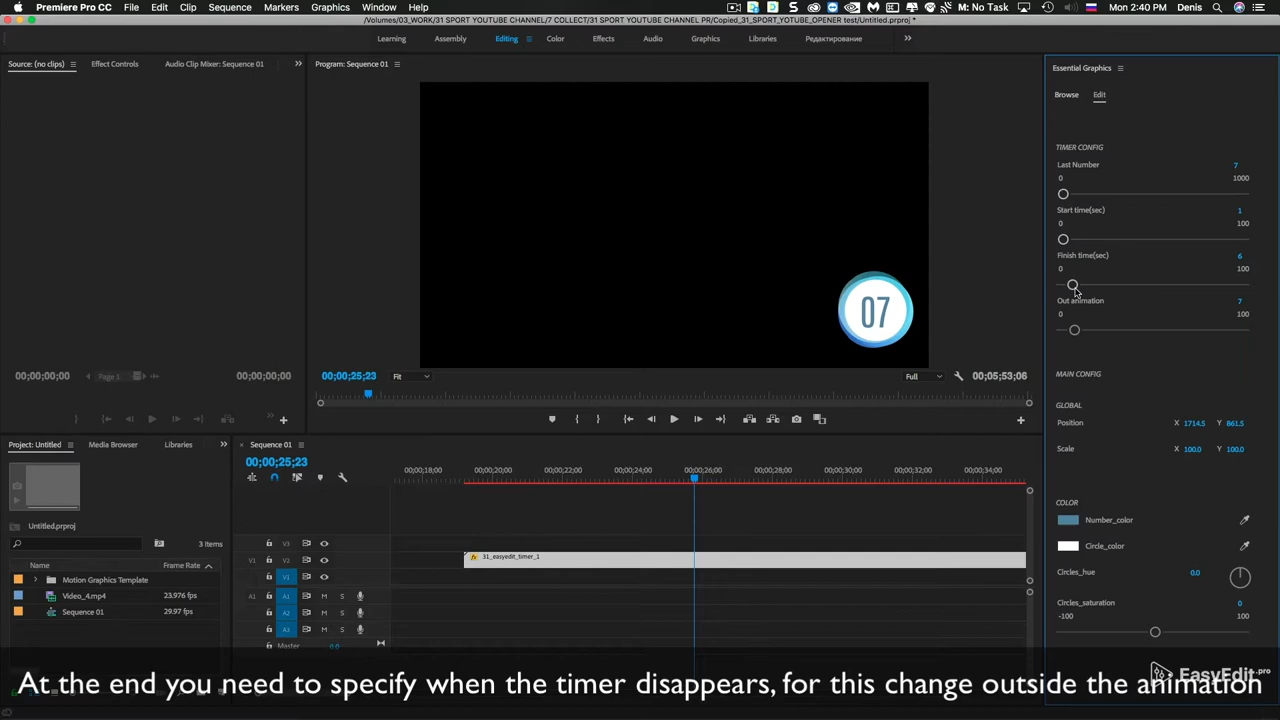 Premiere Pro CC File Edit Clip Sequence Markers Graphics Window Help M: No Task Denis Mon 2:40 PM
/Volumes/03_WORK/31 SPORT YOUTUBE CHANNEL/7 COLLECT/31 SPORT YOUTUBE CHANNEL PR/Copied_31_SPORT_YOTUBE_OPENER test/Untitled.prproj *
Learning Assembly Editing Color Effects Audio Graphics Libraries Редактирование
Source: (no clips) Effect Controls Audio Clip Mixer: Sequence 01
Program: Sequence 01
Essential Graphics
Browse Edit
TIMER CONFIG
Last Number 7
0 1000
Start time(sec) 1
0 100
Finish time(sec) 6
0 100
Out animation 7
0 100
07
MAIN CONFIG
GLOBAL
Position X 1714.5 Y 861.5
Scale X 100.0 Y 100.0
COLOR
Number_color
Circle_color
Circles_hue 0.0
Circles_saturation 0
-100 100
00;00;00;00 Page 1 00;00;00;00
00;00;25;23 Fit Full 00;05;53;06
Project: Untitled Media Browser Libraries
Untitled.prproj
3 Items
Name Frame Rate
Motion Graphics Template
Video_4.mp4 23.976 fps
Sequence 01 29.97 fps
× Sequence 01
00;00;25;23
00;00;18;00 00;00;20;00 00;00;22;00 00;00;24;00 00;00;26;00 00;00;28;00 00;00;30;00 00;00;32;00 00;00;34;00
V3
V1 V2 31_easyedit_timer_1
V1
A1 A1 M S
A2 M S
A3 M S
Master 0.0
EasyEdit.pro
At the end you need to specify when the timer disappears, for this change outside the animation